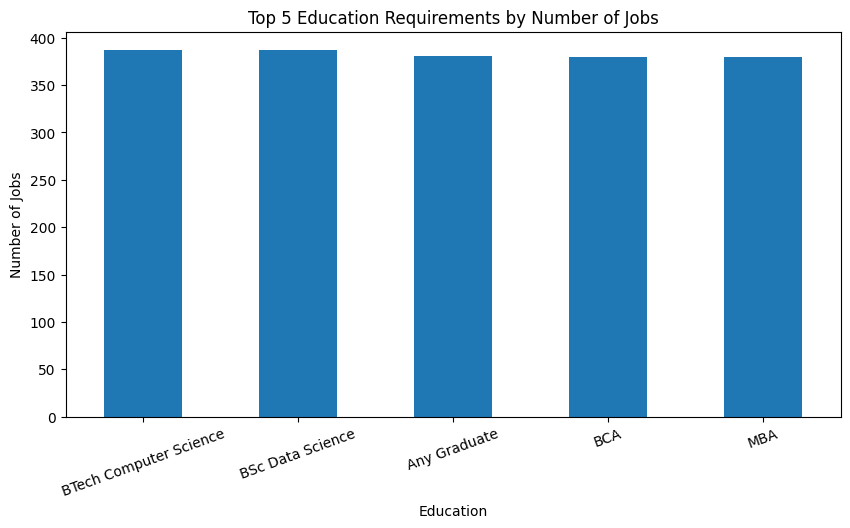 Top 5 Education Requirements by Number of Jobs
400
350
300
250
200
150
100
50
0
Number of Jobs
BTech Computer Science
BSc Data Science
Any Graduate
BCA
MBA
Education